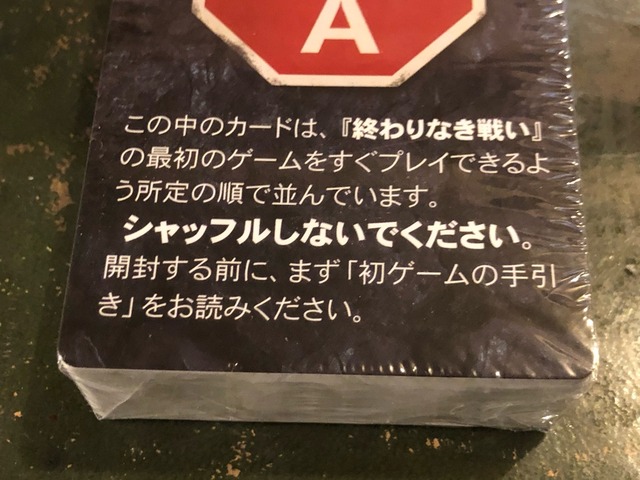 A
この中のカードは、『終わりなき戦い』
の最初のゲームをすぐプレイできるよ
う所定の順で並んでいます。
シャッフルしないでください。
開封する前に、まず「初ゲームの手引
き」をお読みください。